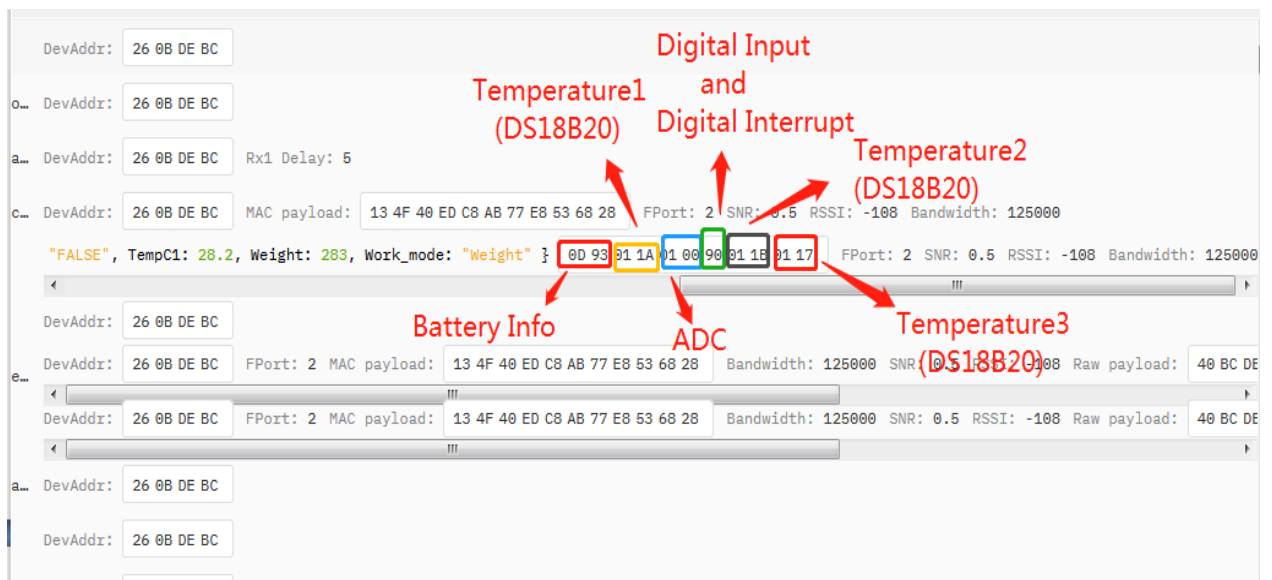 DevAddr: 26 0B DE BC
Digital Input
and
Digital Interrupt
Temperature1
(DS18B20)
o… DevAddr: 26 0B DE BC
a… DevAddr: 26 0B DE BC Rx1 Delay: 5
Temperature2
(DS18B20)
c… DevAddr: 26 0B DE BC MAC payload: 13 4F 40 ED C8 AB 77 E8 53 68 28 FPort: 2 SNR: 0.5 RSSI: -108 Bandwidth: 125000
"FALSE", TempC1: 28.2, Weight: 283, Work_mode: "Weight" } 0D 93 01 1A 01 00 90 01 1B 01 17 FPort: 2 SNR: 0.5 RSSI: -108 Bandwidth: 125000
DevAddr: 26 0B DE BC
Battery Info
ADC
Temperature3
(DS18B20)
e… DevAddr: 26 0B DE BC FPort: 2 MAC payload: 13 4F 40 ED C8 AB 77 E8 53 68 28 Bandwidth: 125000 SNR: 0.5 RSSI: -108 Raw payload: 40 BC DE
DevAddr: 26 0B DE BC FPort: 2 MAC payload: 13 4F 40 ED C8 AB 77 E8 53 68 28 Bandwidth: 125000 SNR: 0.5 RSSI: -108 Raw payload: 40 BC DE
a… DevAddr: 26 0B DE BC
DevAddr: 26 0B DE BC